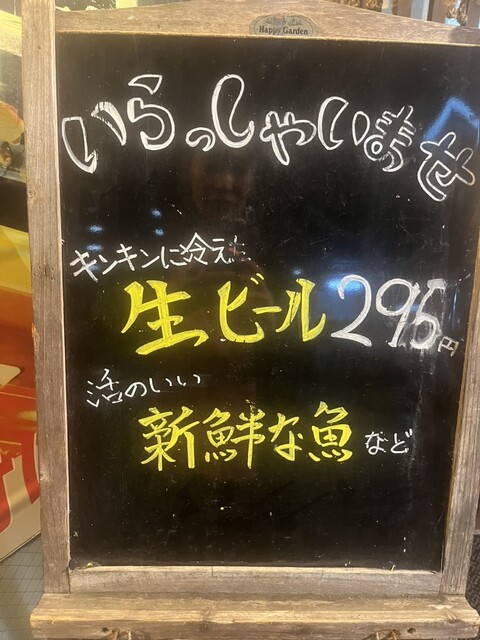 Happy Garden
いらっしゃいませ
キンキンに冷えた
生ビール295円
活のいい
新鮮な魚など